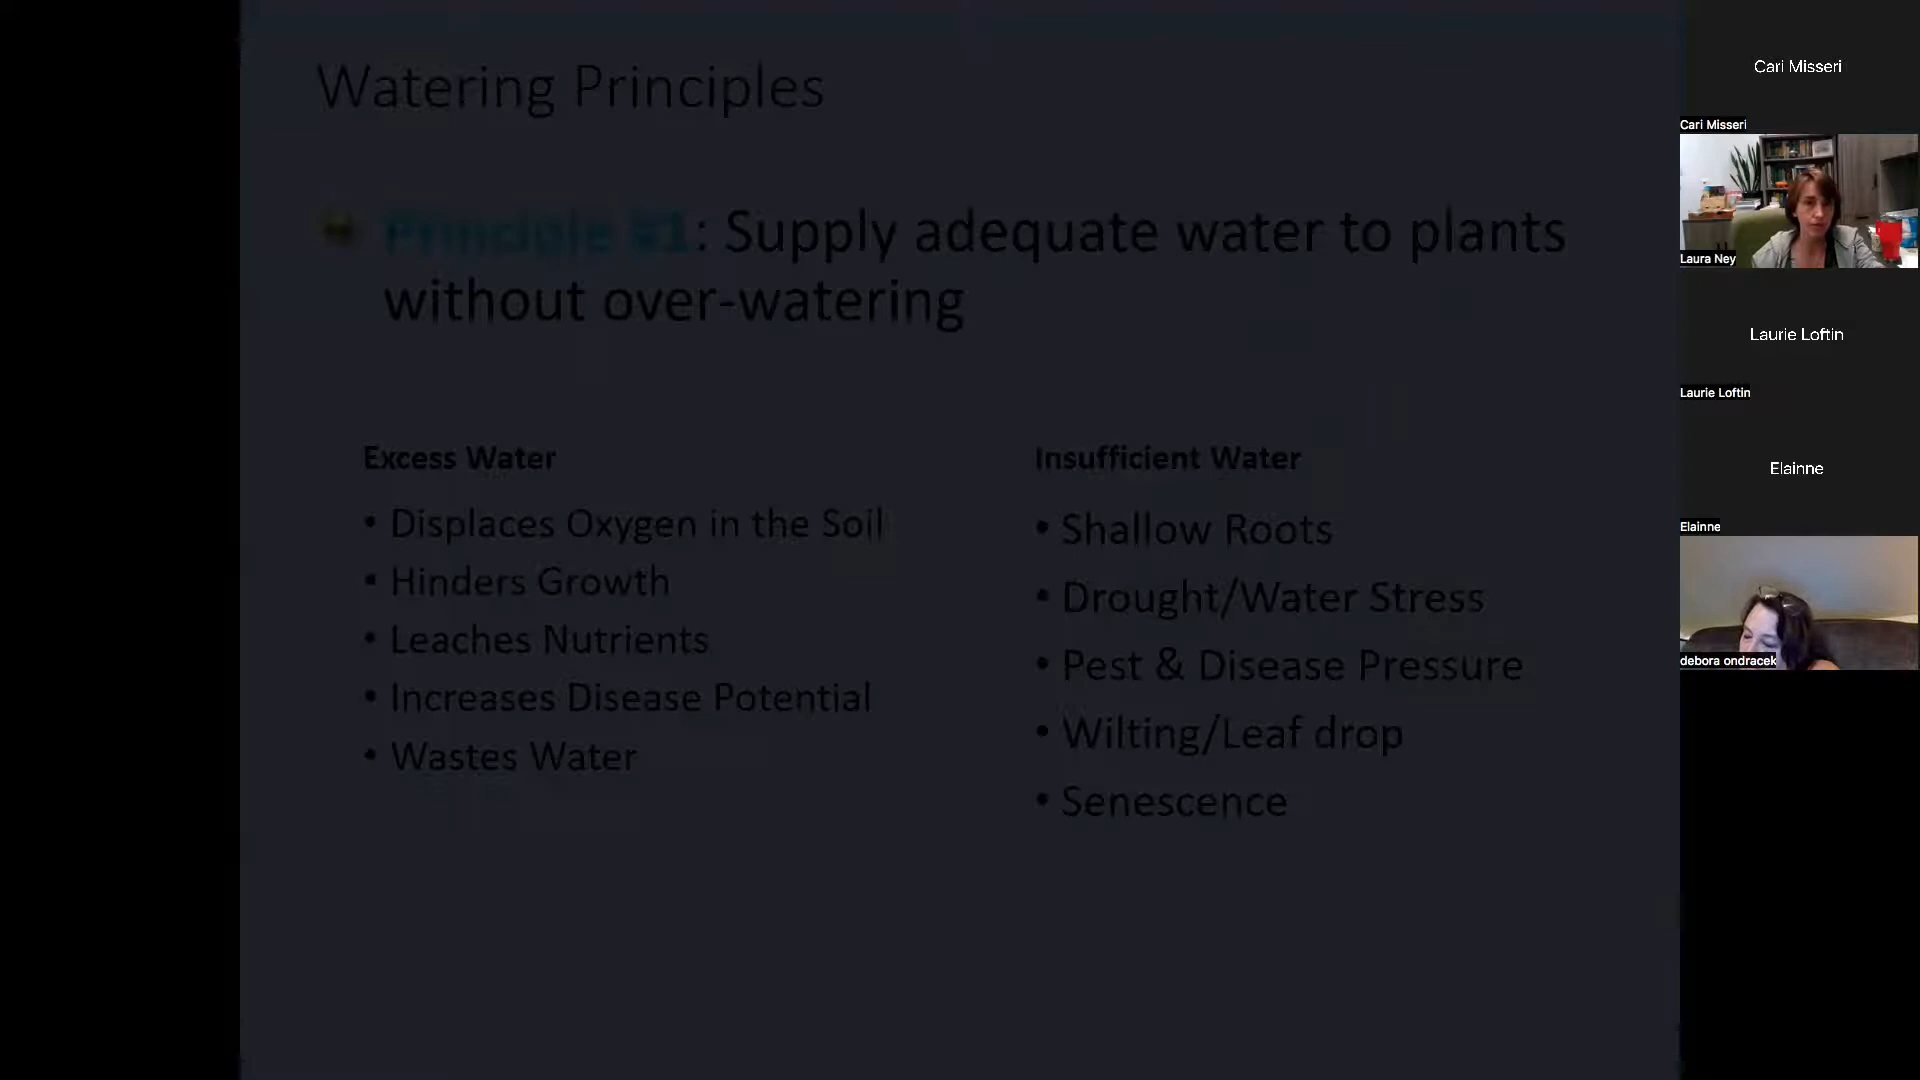 Watering Principles
Principle #1: Supply adequate water to plants
without over-watering
Excess Water
• Displaces Oxygen in the Soil
• Hinders Growth
• Leaches Nutrients
• Increases Disease Potential
• Wastes Water
Insufficient Water
• Shallow Roots
• Drought/Water Stress
• Pest & Disease Pressure
• Wilting/Leaf drop
• Senescence
Cari Misseri
Cari Misseri
Laura Ney
Laurie Loftin
Laurie Loftin
Elainne
Elainne
debora ondracek